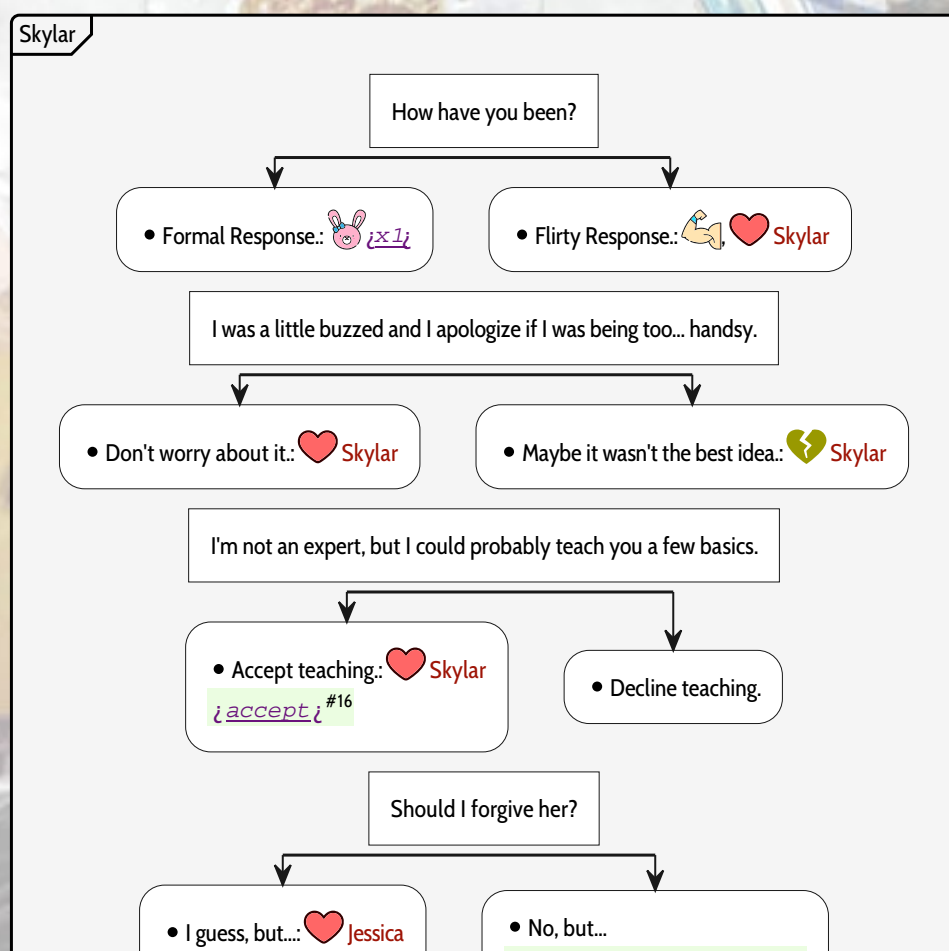 Skylar
How have you been?
• Formal Response.: ¿x1¿
• Flirty Response.: , Skylar
I was a little buzzed and I apologize if I was being too... handsy.
• Don't worry about it.: Skylar
• Maybe it wasn't the best idea.: Skylar
I'm not an expert, but I could probably teach you a few basics.
• Accept teaching.: Skylar
¿accept¿ #16
• Decline teaching.
Should I forgive her?
• I guess, but...: Jessica
• No, but...